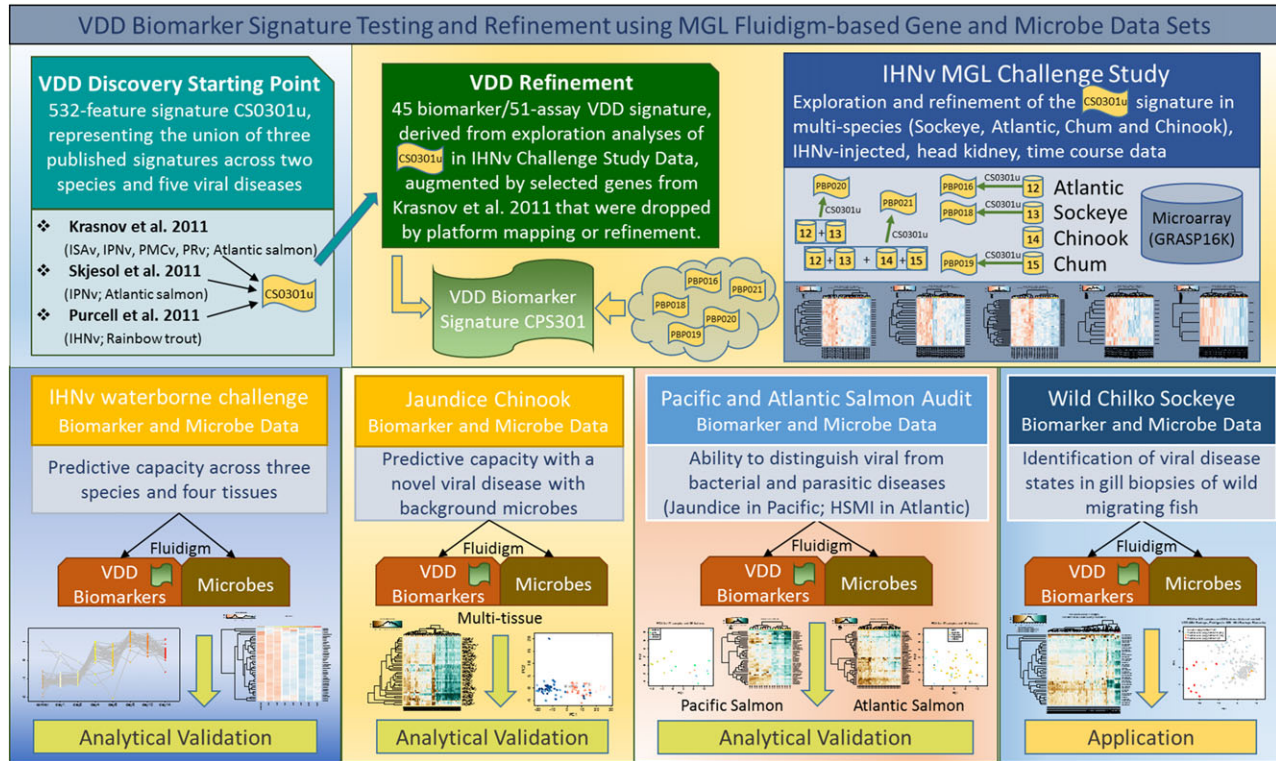 VDD Biomarker Signature Testing and Refinement using MGL Fluidigm-based Gene and Microbe Data Sets
VDD Discovery Starting Point
532-feature signature CS0301u,
representing the union of three
published signatures across two
species and five viral diseases
❖ Krasnov et al. 2011
(ISAv, IPNv, PMCv, PRv; Atlantic salmon)
❖ Skjesol et al. 2011
(IPNv; Atlantic salmon)
❖ Purcell et al. 2011
(IHNv; Rainbow trout)
CS0301u
VDD Refinement
45 biomarker/51-assay VDD signature,
derived from exploration analyses of
CS0301u in IHNv Challenge Study Data,
augmented by selected genes from
Krasnov et al. 2011 that were dropped
by platform mapping or refinement.
VDD Biomarker
Signature CPS301
PBP016
PBP021
PBP018
PBP020
PBP019
IHNv MGL Challenge Study
Exploration and refinement of the CS0301u signature in
multi-species (Sockeye, Atlantic, Chum and Chinook),
IHNv-injected, head kidney, time course data
PBP020
CS0301u
12 + 13
PBP021
CS0301u
12 + 13 + 14 + 15
PBP016 CS0301u 12 Atlantic
PBP018 CS0301u 13 Sockeye
14 Chinook
PBP019 CS0301u 15 Chum
Microarray
(GRASP16K)
IHNv waterborne challenge
Biomarker and Microbe Data
Predictive capacity across three
species and four tissues
Fluidigm
VDD
Biomarkers
Microbes
Analytical Validation
Jaundice Chinook
Biomarker and Microbe Data
Predictive capacity with a
novel viral disease with
background microbes
Fluidigm
VDD
Biomarkers
Microbes
Multi-tissue
Analytical Validation
Pacific and Atlantic Salmon Audit
Biomarker and Microbe Data
Ability to distinguish viral from
bacterial and parasitic diseases
(Jaundice in Pacific; HSMI in Atlantic)
Fluidigm
VDD
Biomarkers
Microbes
Pacific Salmon
Atlantic Salmon
Analytical Validation
Wild Chilko Sockeye
Biomarker and Microbe Data
Identification of viral disease
states in gill biopsies of wild
migrating fish
Fluidigm
VDD
Biomarkers
Microbes
Application